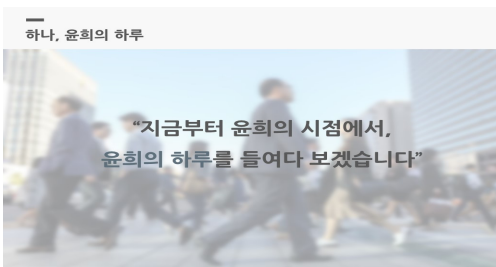 하나, 윤희의 하루
“지금부터 윤희의 시점에서,
윤희의 하루를 들여다 보겠습니다”